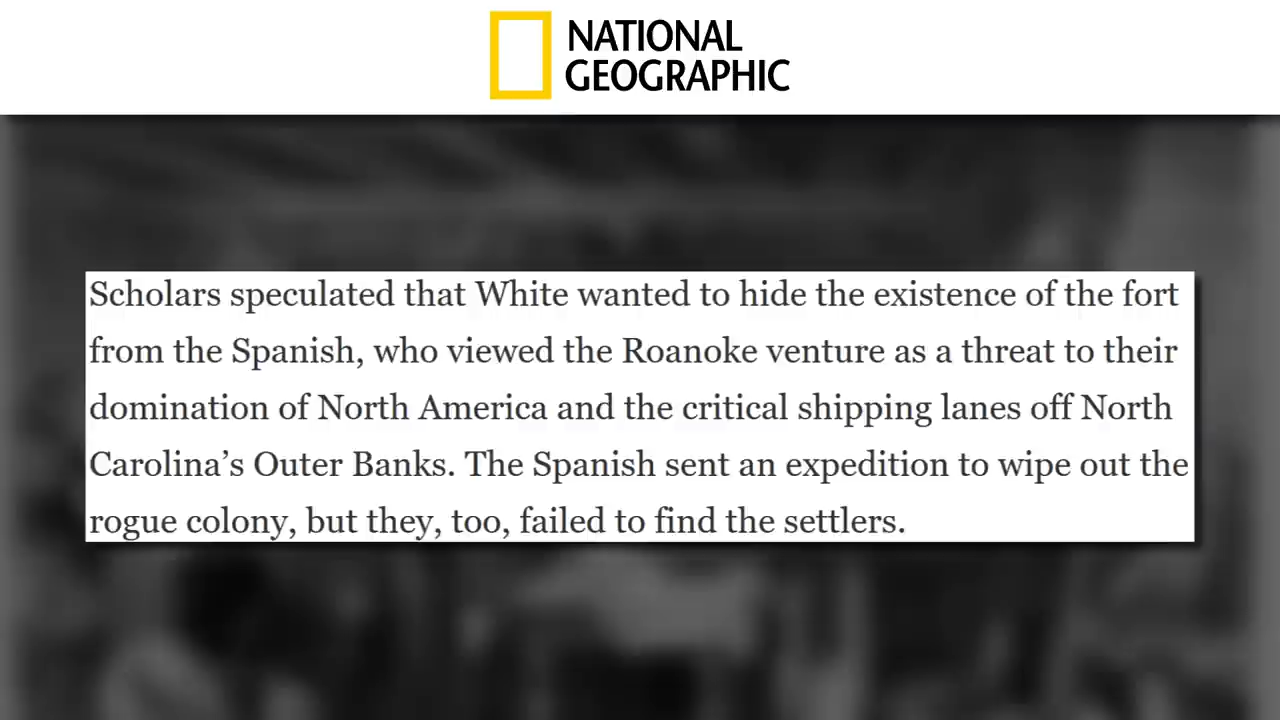 NATIONAL
GEOGRAPHIC
Scholars speculated that White wanted to hide the existence of the fort
from the Spanish, who viewed the Roanoke venture as a threat to their
domination of North America and the critical shipping lanes off North
Carolina’s Outer Banks. The Spanish sent an expedition to wipe out the
rogue colony, but they, too, failed to find the settlers.